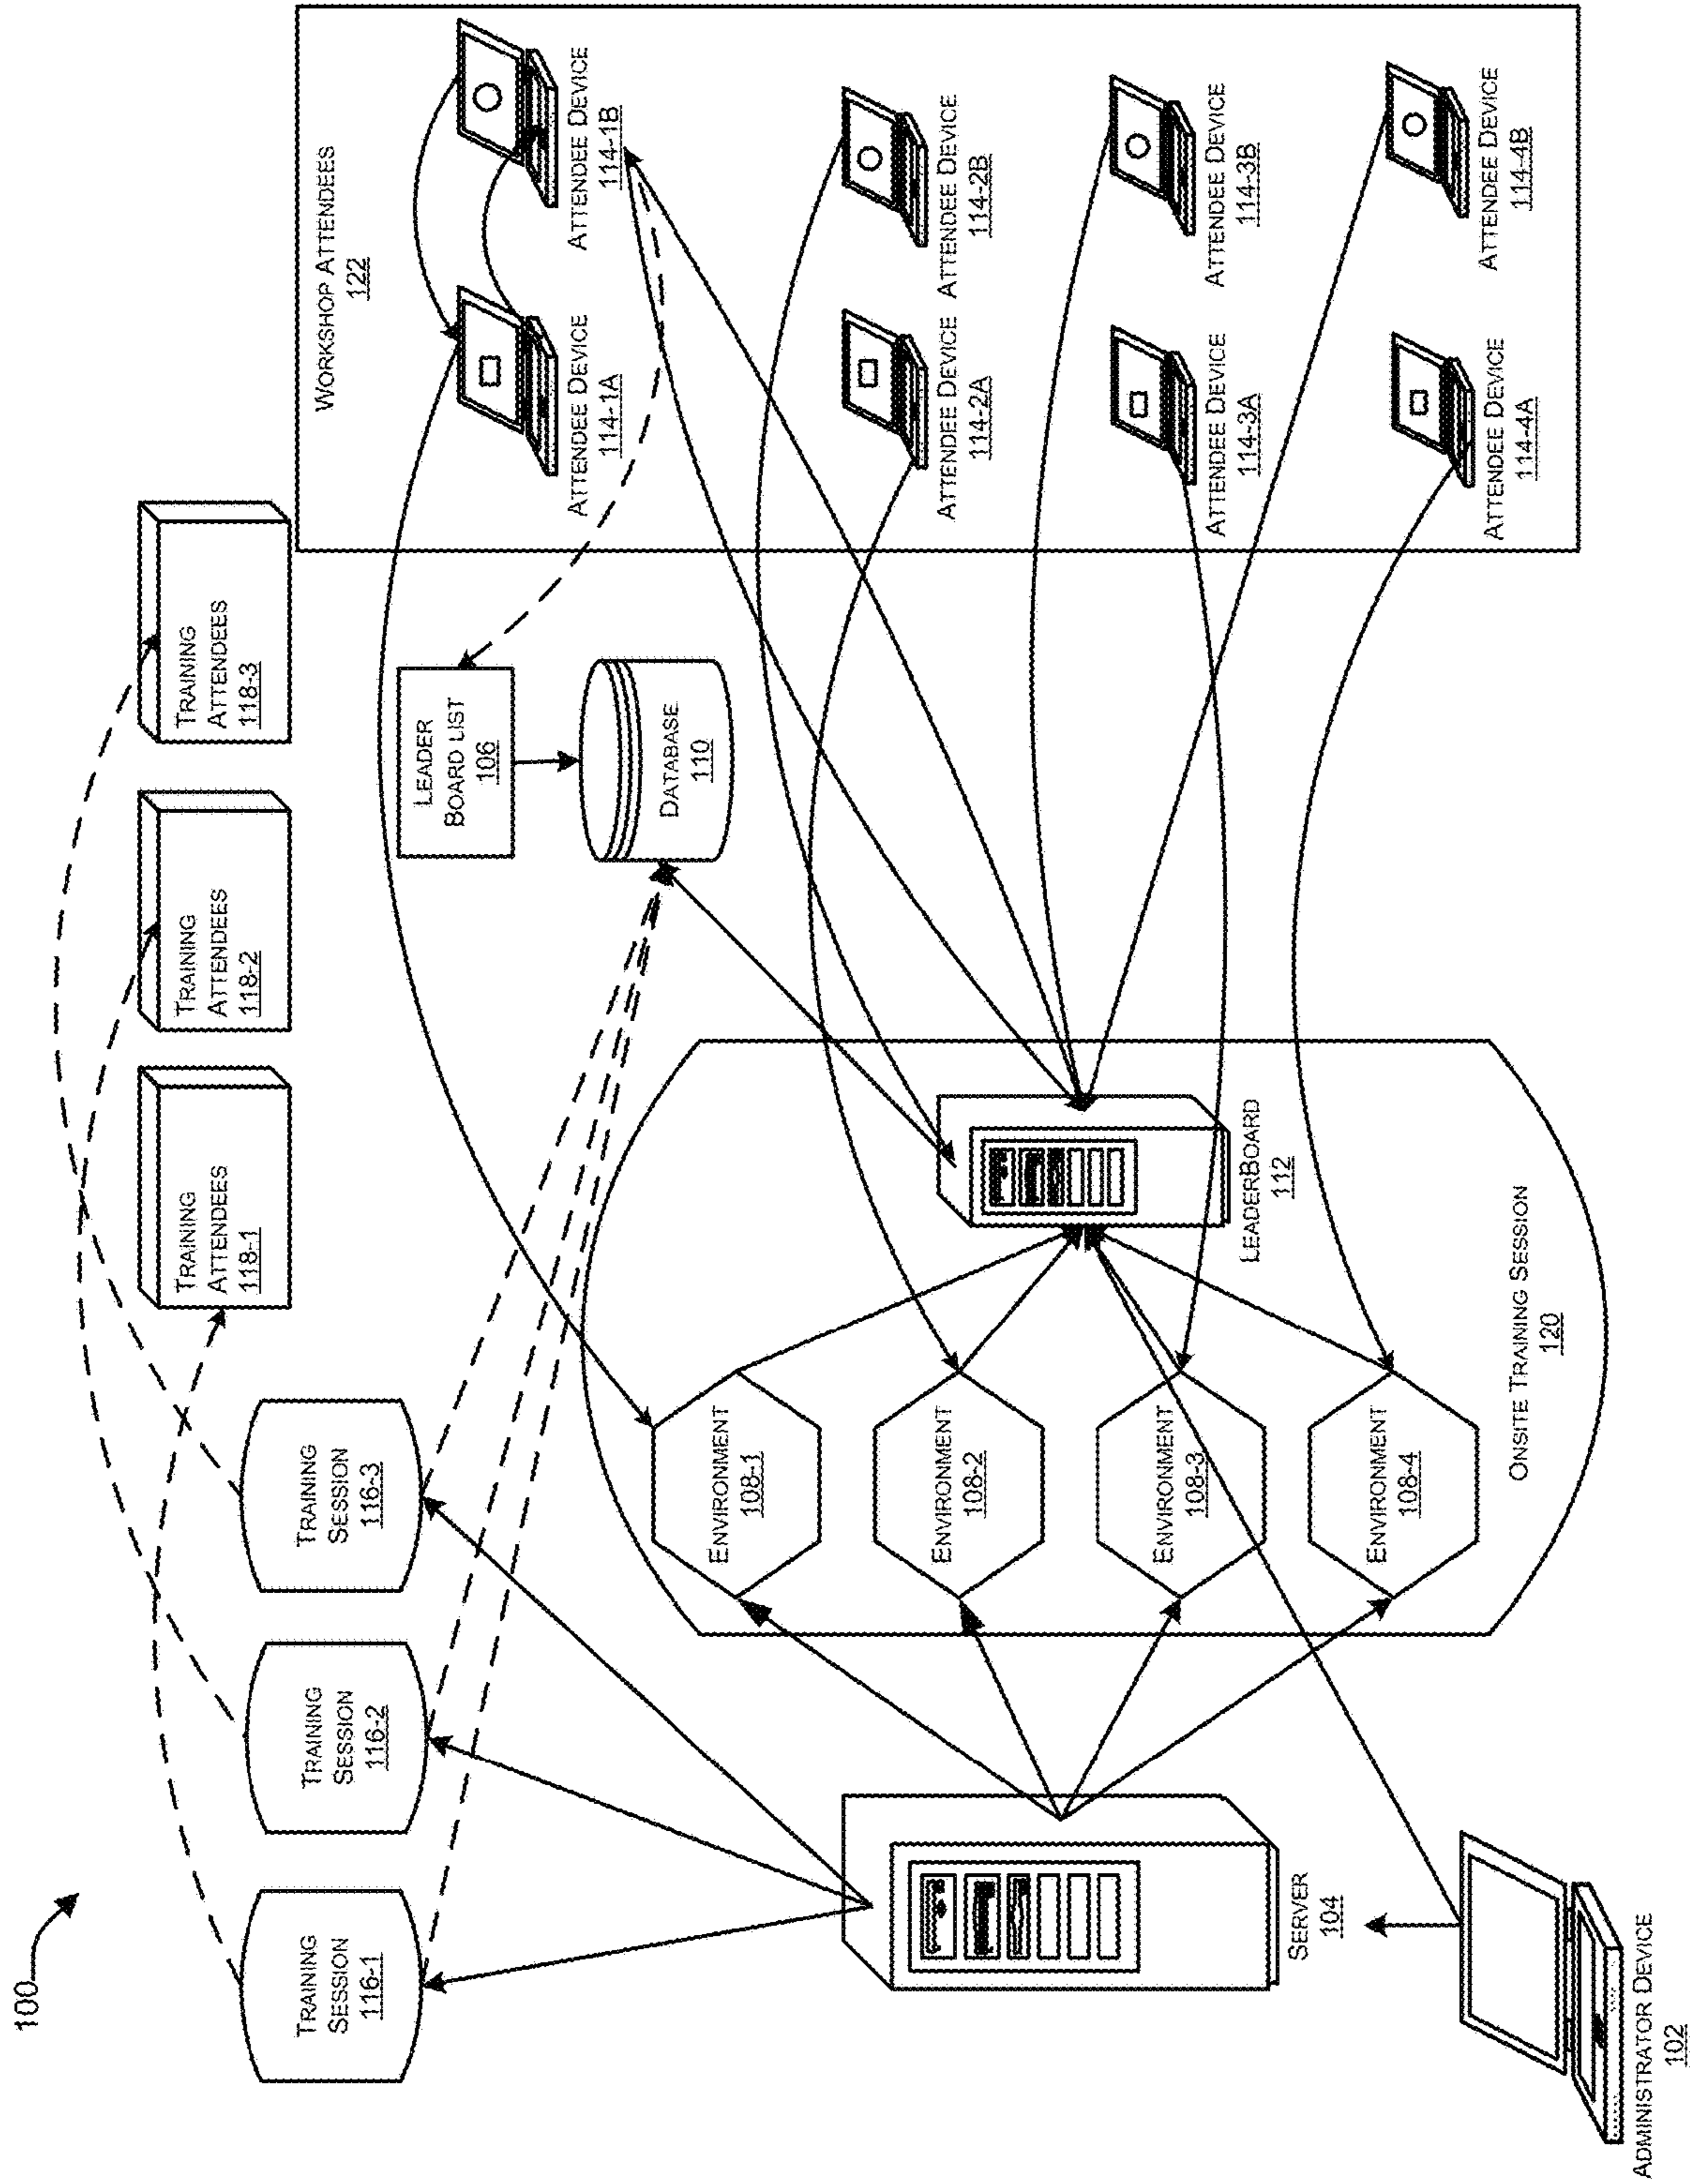 100
TRAINING
SESSION
116-1
TRAINING
SESSION
116-2
TRAINING
SESSION
116-3
TRAINING
ATTENDEES
118-1
TRAINING
ATTENDEES
118-2
TRAINING
ATTENDEES
118-3
LEADER
BOARD LIST
106
DATABASE
110
WORKSHOP ATTENDEES
122
ATTENDEE DEVICE
114-1A
ATTENDEE DEVICE
114-1B
ATTENDEE DEVICE
114-2A
ATTENDEE DEVICE
114-2B
ATTENDEE DEVICE
114-3A
ATTENDEE DEVICE
114-3B
ATTENDEE DEVICE
114-4A
ATTENDEE DEVICE
114-4B
ENVIRONMENT
108-1
ENVIRONMENT
108-2
ENVIRONMENT
108-3
ENVIRONMENT
108-4
LEADERBOARD
112
ONSITE TRAINING SESSION
120
SERVER
104
ADMINISTRATOR DEVICE
102